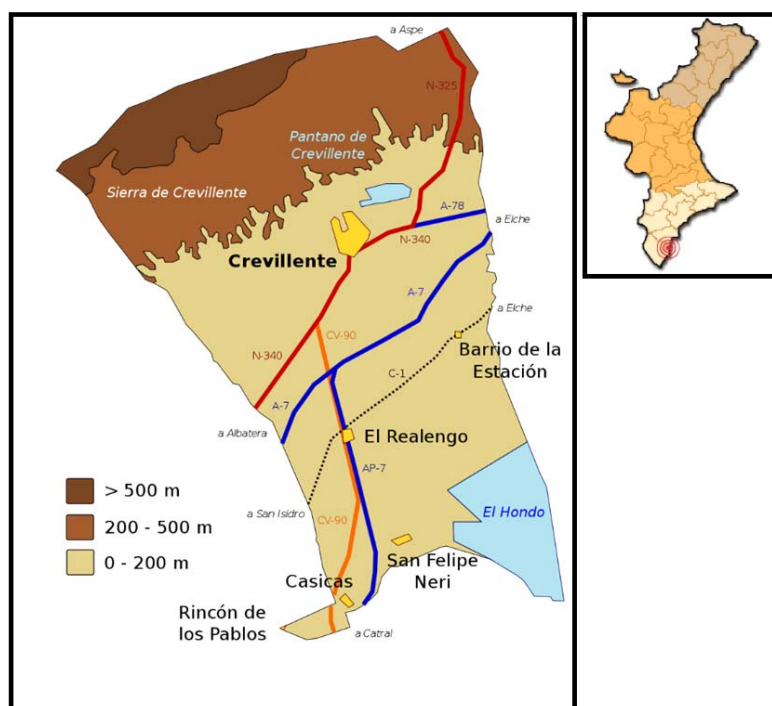 a Aspe
N-325
Pantano de
Crevillente
Sierra de Crevillente
A-78
a Elche
N-340
Crevillente
A-7
a Elche
CV-90
Barrio de la
Estación
N-340
C-1
A-7
a Albatera
El Realengo
AP-7
> 500 m
200 - 500 m
0 - 200 m
a San Isidro
El Hondo
CV-90
San Felipe
Neri
Casicas
Rincón de
los Pablos
a Catral